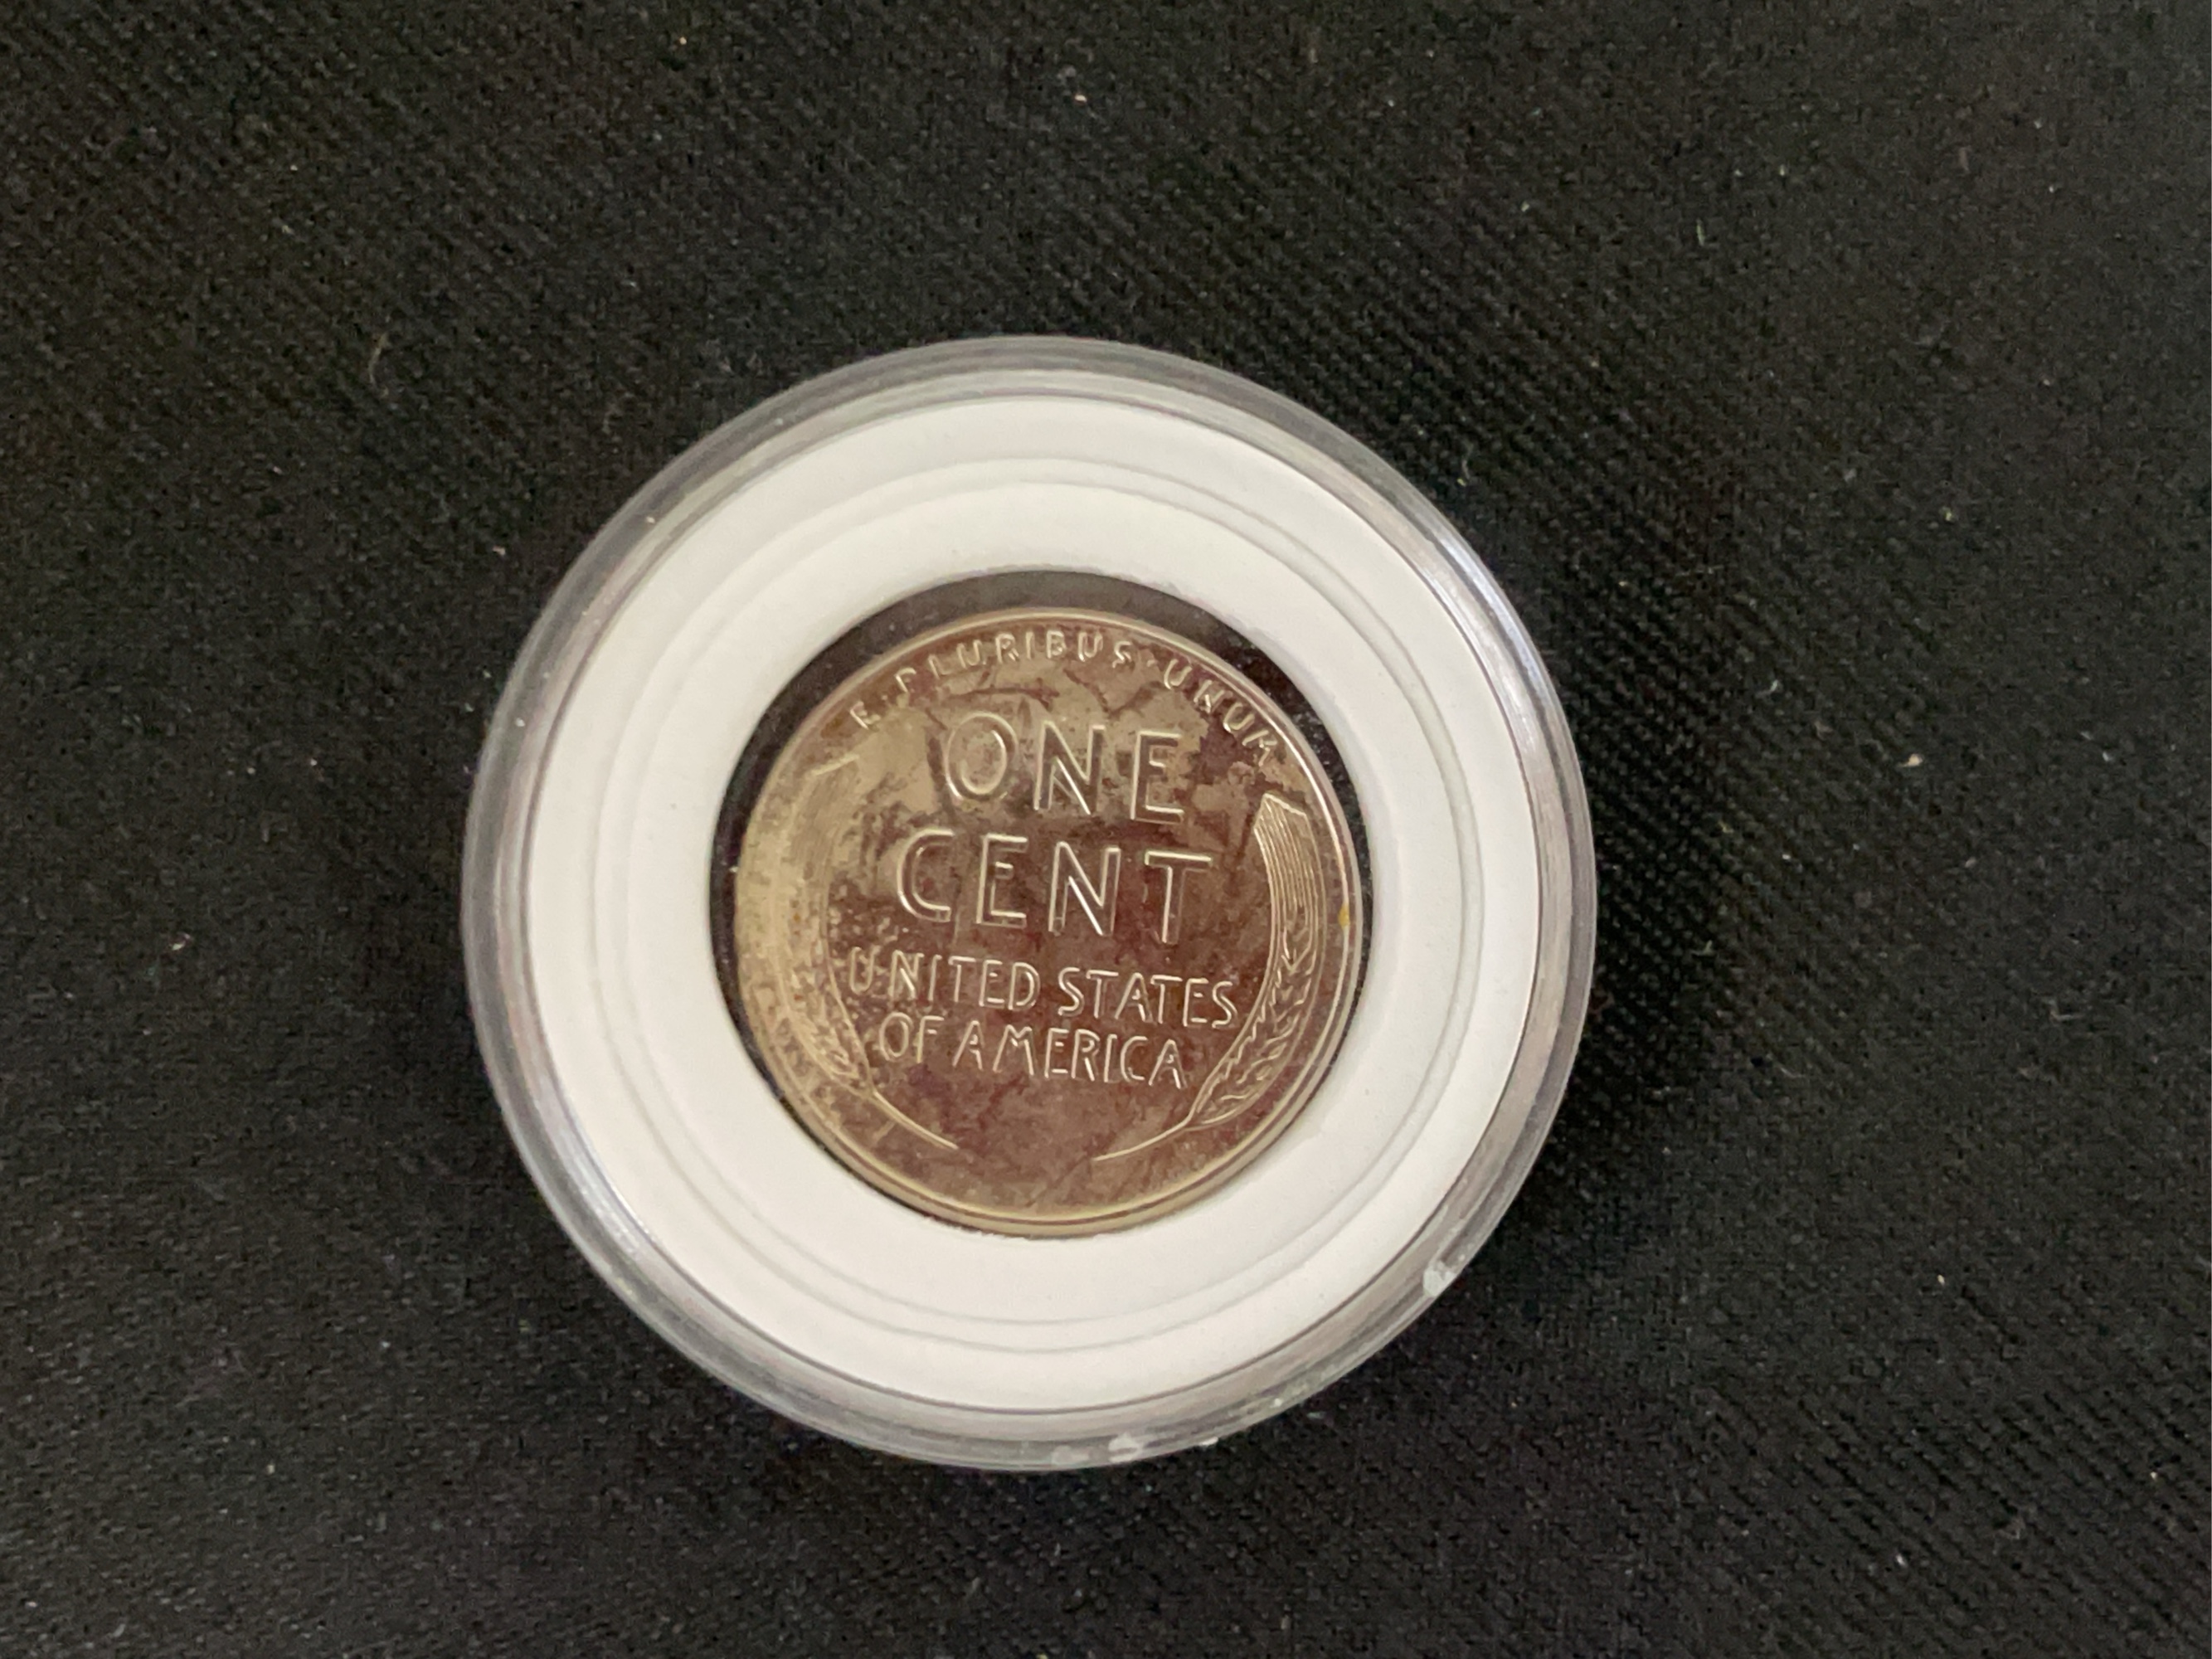 E·PLURIBUS·UNUM
ONE
CENT
UNITED STATES
OF AMERICA